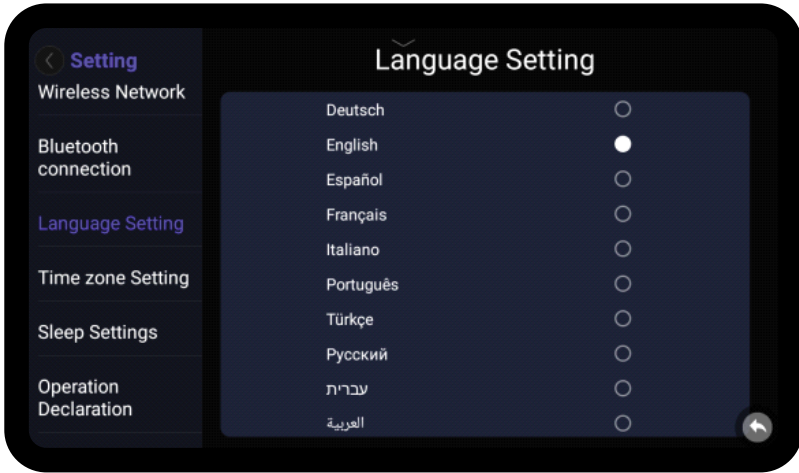 Setting
Wireless Network
Bluetooth
connection
Language Setting
Time zone Setting
Sleep Settings
Operation
Declaration
Language Setting
Deutsch
English
Español
Français
Italiano
Português
Türkçe
Русский
עברית
العربية